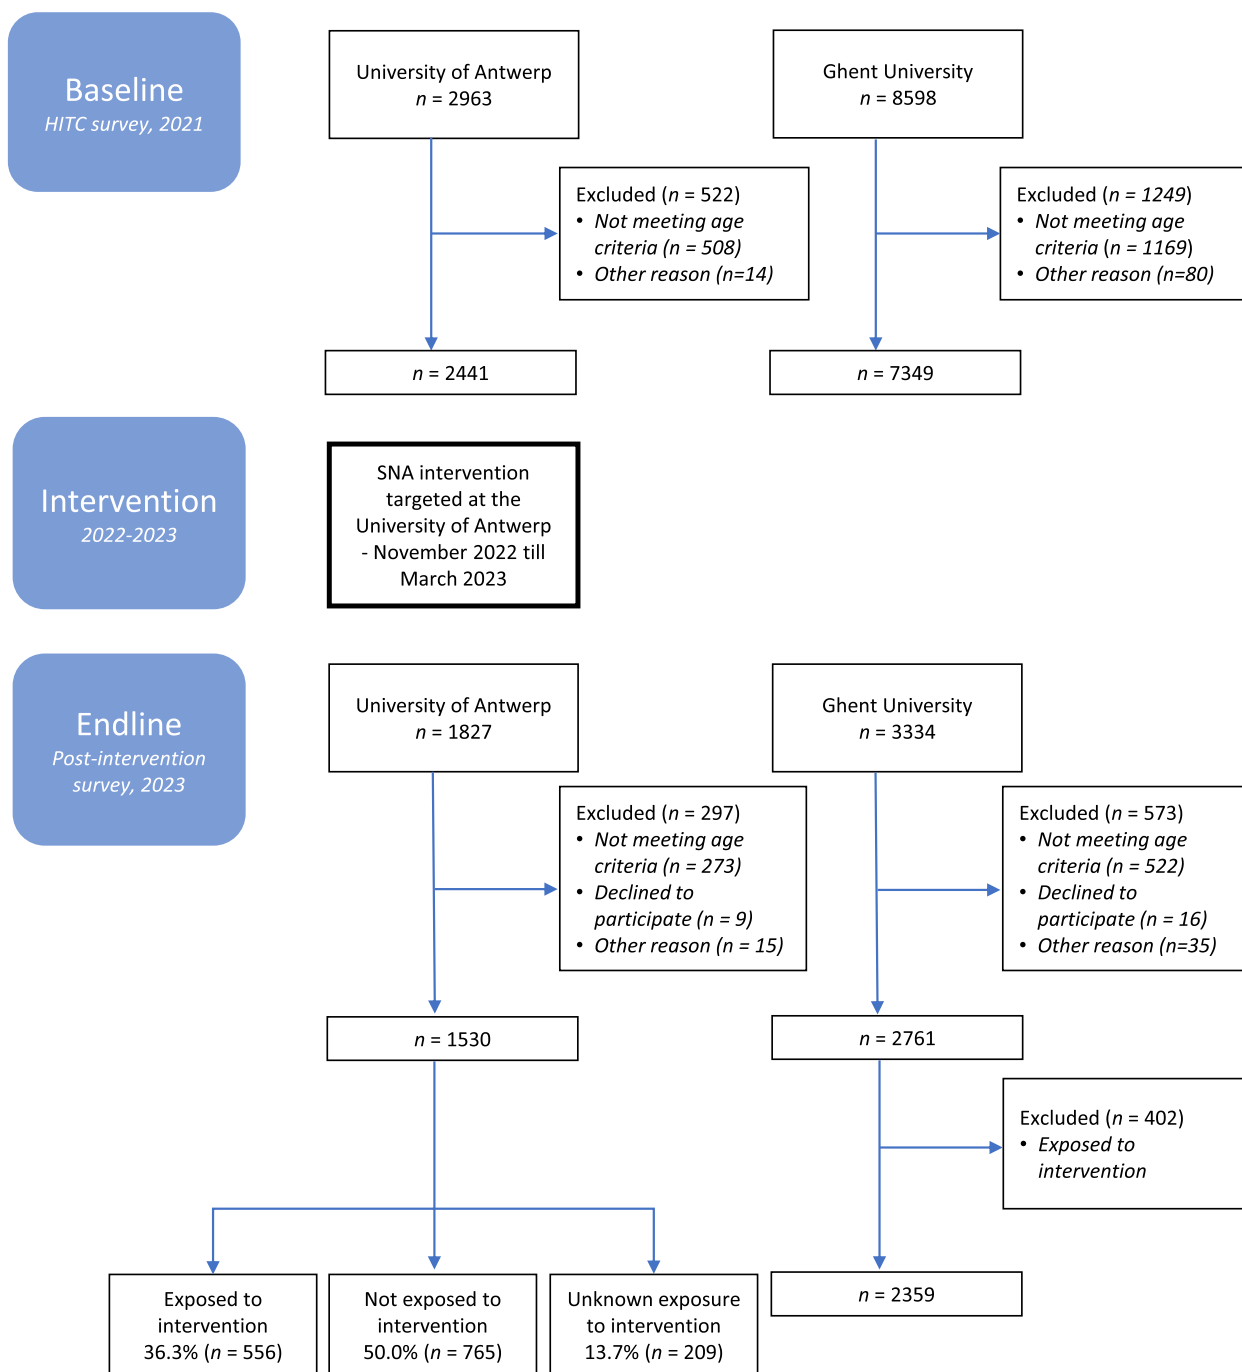 Baseline
HITC survey, 2021
University of Antwerp
n = 2963
Ghent University
n = 8598
Excluded (n = 522)
• Not meeting age
criteria (n = 508)
• Other reason (n=14)
Excluded (n = 1249)
• Not meeting age
criteria (n = 1169)
• Other reason (n=80)
n = 2441
n = 7349
Intervention
2022-2023
SNA intervention
targeted at the
University of Antwerp
- November 2022 till
March 2023
Endline
Post-intervention
survey, 2023
University of Antwerp
n = 1827
Ghent University
n = 3334
Excluded (n = 297)
• Not meeting age
criteria (n = 273)
• Declined to
participate (n = 9)
• Other reason (n = 15)
Excluded (n = 573)
• Not meeting age
criteria (n = 522)
• Declined to
participate (n = 16)
• Other reason (n=35)
n = 1530
n = 2761
Excluded (n = 402)
• Exposed to
intervention
Exposed to
intervention
36.3% (n = 556)
Not exposed to
intervention
50.0% (n = 765)
Unknown exposure
to intervention
13.7% (n = 209)
n = 2359